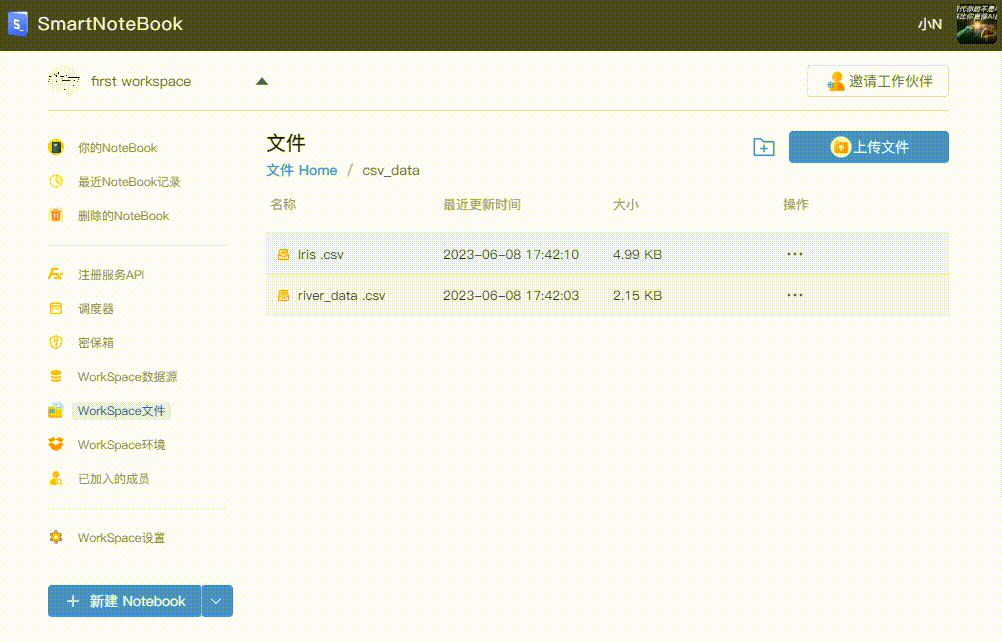 SmartNoteBook
小N
first workspace
邀请工作伙伴
你的NoteBook
最近NoteBook记录
删除的NoteBook
注册服务API
调度器
密保箱
WorkSpace数据源
WorkSpace文件
WorkSpace环境
已加入的成员
WorkSpace设置
新建 Notebook
文件
上传文件
文件 Home / csv_data
名称 最近更新时间 大小 操作
Iris .csv 2023-06-08 17:42:10 4.99 KB ···
river_data .csv 2023-06-08 17:42:03 2.15 KB ···